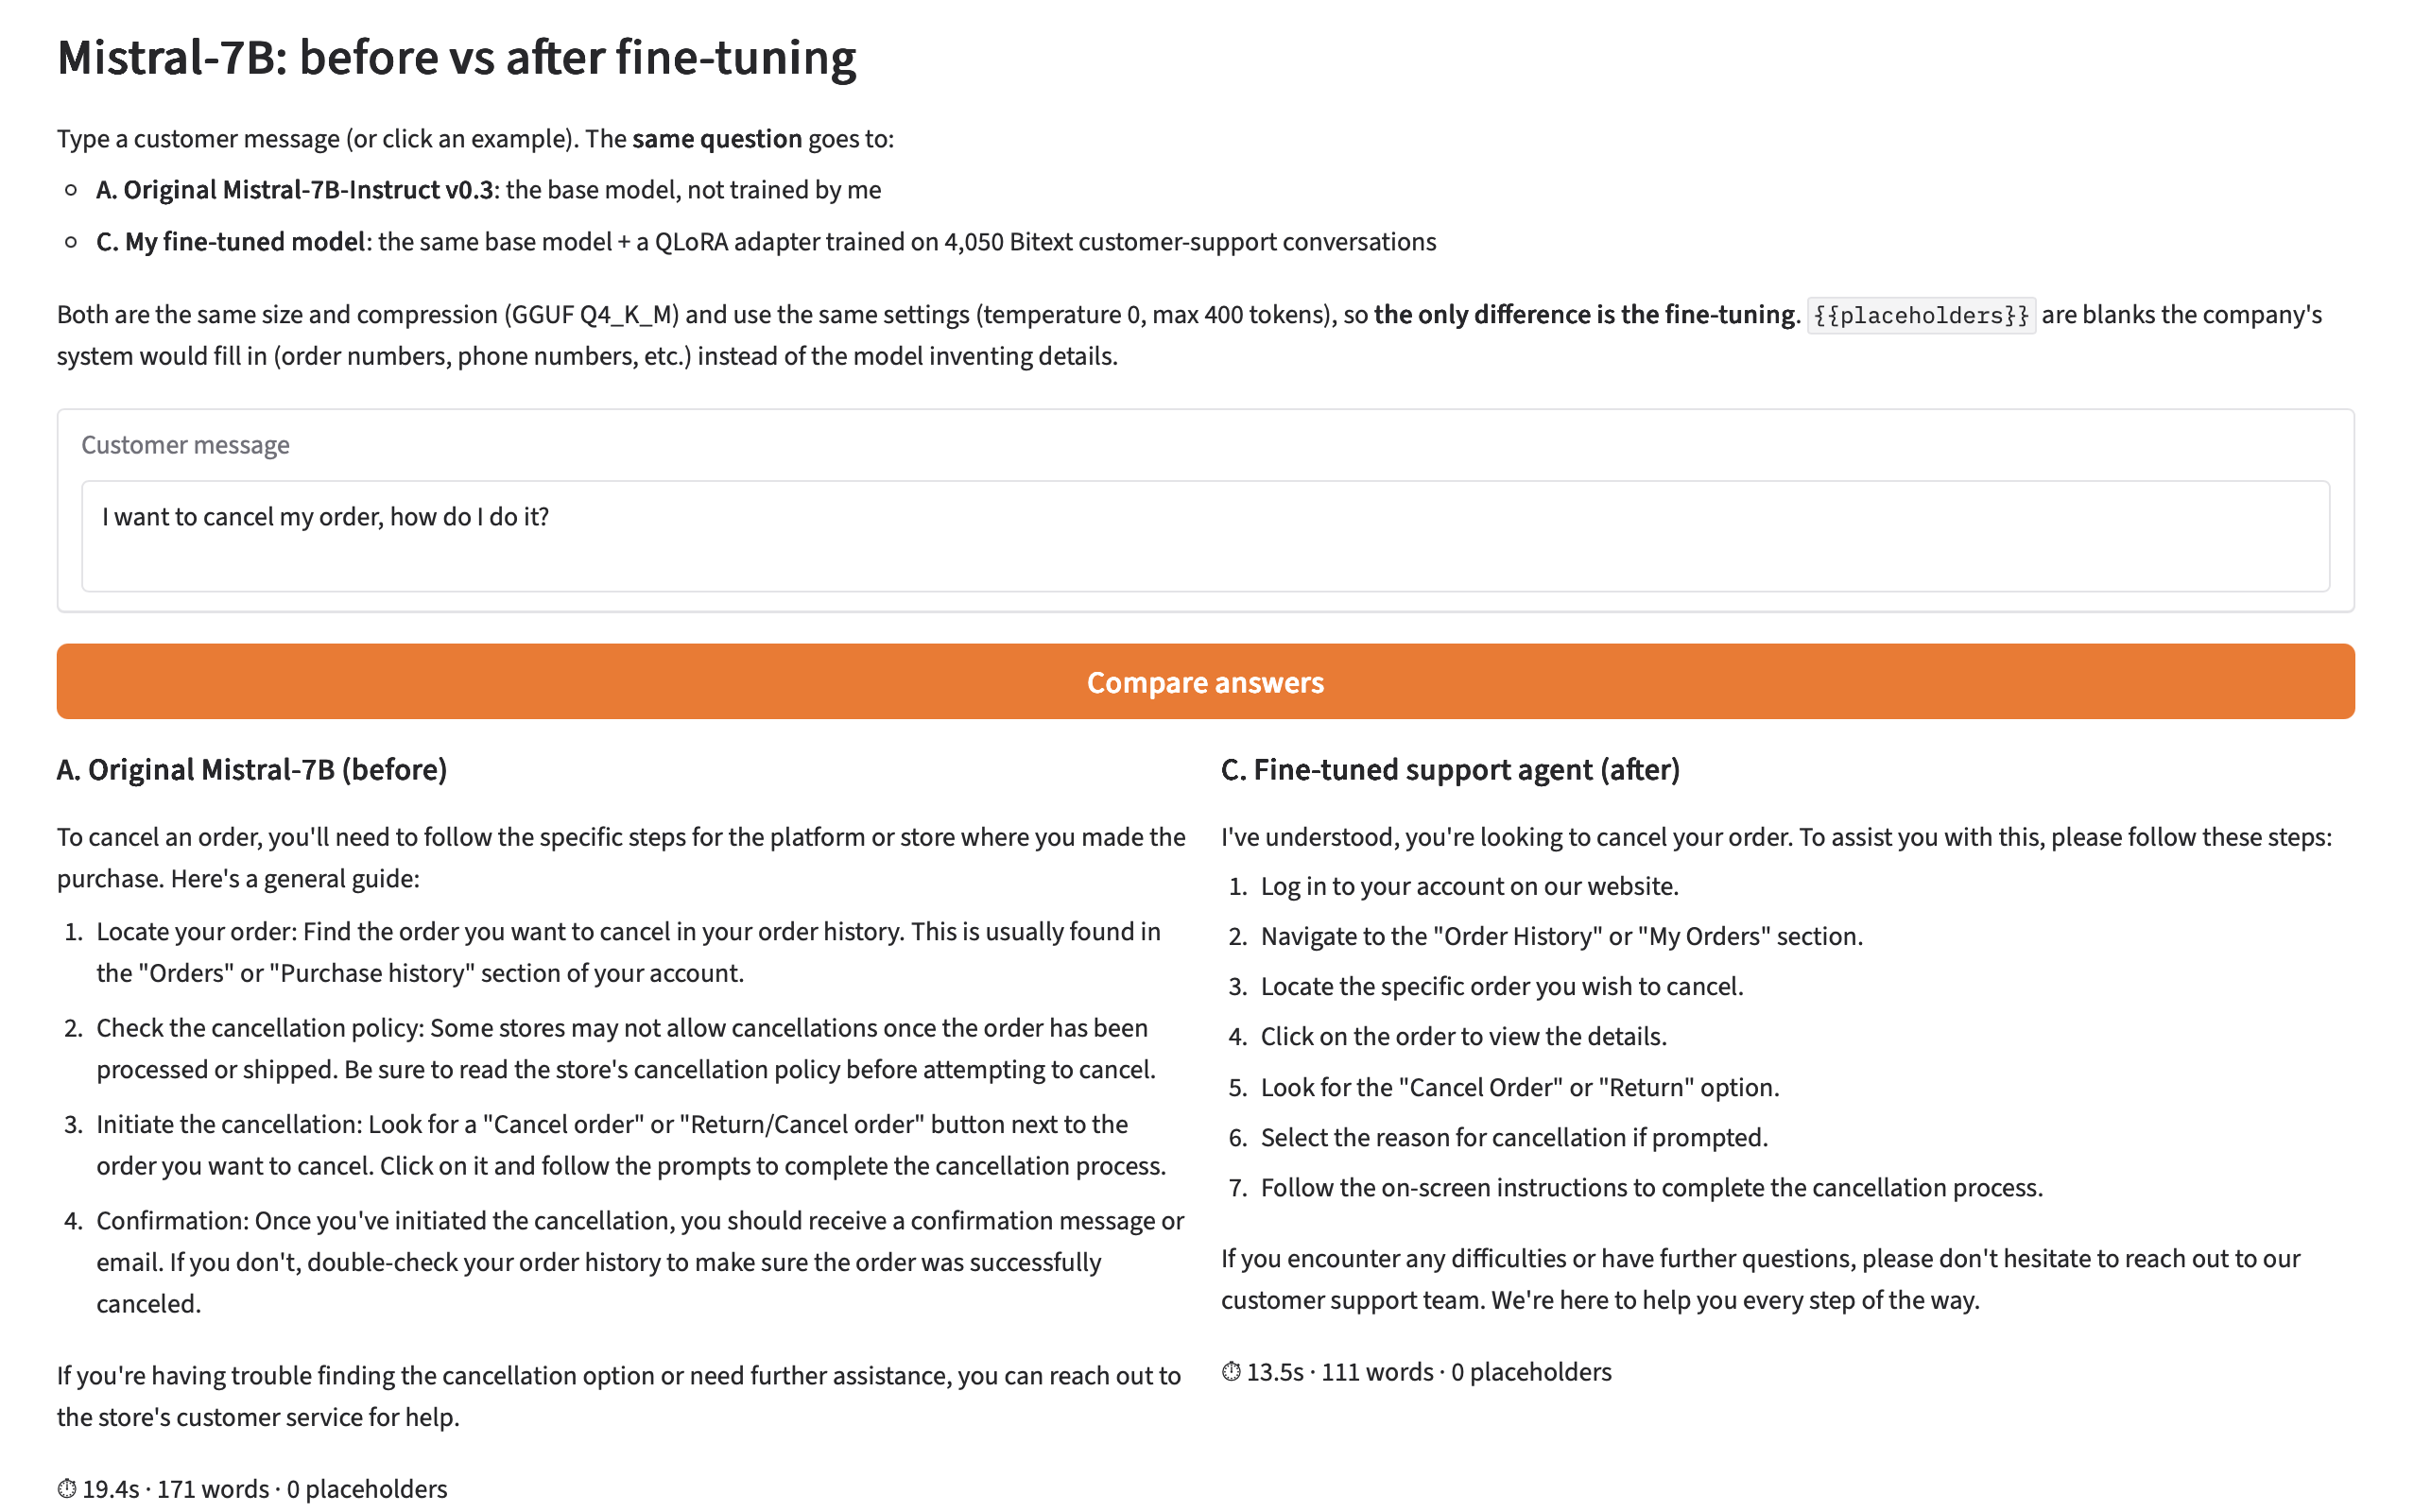 Mistral-7B: before vs after fine-tuning
Type a customer message (or click an example). The same question goes to:
A. Original Mistral-7B-Instruct v0.3: the base model, not trained by me
C. My fine-tuned model: the same base model + a QLoRA adapter trained on 4,050 Bitext customer-support conversations
Both are the same size and compression (GGUF Q4_K_M) and use the same settings (temperature 0, max 400 tokens), so the only difference is the fine-tuning. {{placeholders}} are blanks the company's
system would fill in (order numbers, phone numbers, etc.) instead of the model inventing details.
Customer message
I want to cancel my order, how do I do it?
Compare answers
A. Original Mistral-7B (before)
To cancel an order, you'll need to follow the specific steps for the platform or store where you made the
purchase. Here's a general guide:
1. Locate your order: Find the order you want to cancel in your order history. This is usually found in
the "Orders" or "Purchase history" section of your account.
2. Check the cancellation policy: Some stores may not allow cancellations once the order has been
processed or shipped. Be sure to read the store's cancellation policy before attempting to cancel.
3. Initiate the cancellation: Look for a "Cancel order" or "Return/Cancel order" button next to the
order you want to cancel. Click on it and follow the prompts to complete the cancellation process.
4. Confirmation: Once you've initiated the cancellation, you should receive a confirmation message or
email. If you don't, double-check your order history to make sure the order was successfully
canceled.
If you're having trouble finding the cancellation option or need further assistance, you can reach out to
the store's customer service for help.
⏱ 19.4s · 171 words · 0 placeholders
C. Fine-tuned support agent (after)
I've understood, you're looking to cancel your order. To assist you with this, please follow these steps:
1. Log in to your account on our website.
2. Navigate to the "Order History" or "My Orders" section.
3. Locate the specific order you wish to cancel.
4. Click on the order to view the details.
5. Look for the "Cancel Order" or "Return" option.
6. Select the reason for cancellation if prompted.
7. Follow the on-screen instructions to complete the cancellation process.
If you encounter any difficulties or have further questions, please don't hesitate to reach out to our
customer support team. We're here to help you every step of the way.
⏱ 13.5s · 111 words · 0 placeholders